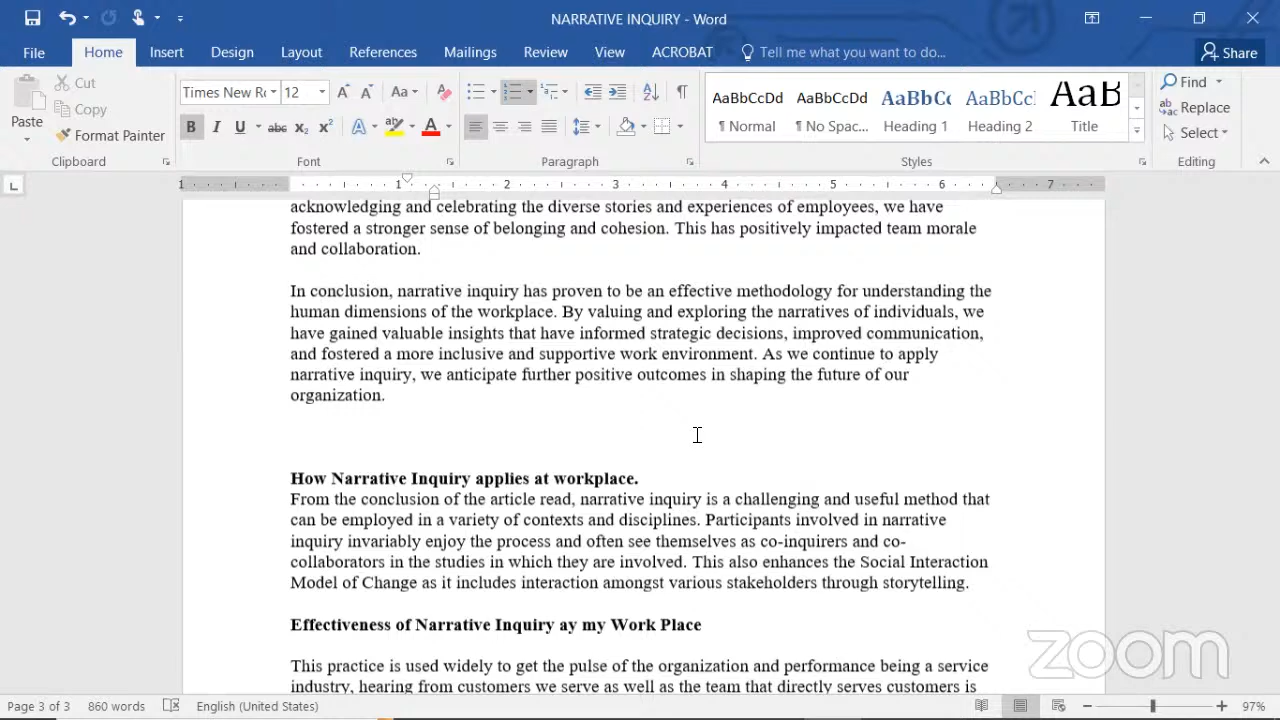 NARRATIVE INQUIRY - Word
File Home Insert Design Layout References Mailings Review View ACROBAT Tell me what you want to do... Share
Paste Cut Copy Format Painter Clipboard
Times New Ro 12 Aa B I U abc x₂ x² A A Font
Paragraph
AaBbCcDd ¶ Normal
AaBbCcDd ¶ No Spac...
AaBbCc Heading 1
AaBbCc Heading 2
AaB Title
Styles
Find
Replace
Select
Editing
L 1 1 2 3 4 5 6 7
acknowledging and celebrating the diverse stories and experiences of employees, we have
fostered a stronger sense of belonging and cohesion. This has positively impacted team morale
and collaboration.
In conclusion, narrative inquiry has proven to be an effective methodology for understanding the
human dimensions of the workplace. By valuing and exploring the narratives of individuals, we
have gained valuable insights that have informed strategic decisions, improved communication,
and fostered a more inclusive and supportive work environment. As we continue to apply
narrative inquiry, we anticipate further positive outcomes in shaping the future of our
organization.
How Narrative Inquiry applies at workplace.
From the conclusion of the article read, narrative inquiry is a challenging and useful method that
can be employed in a variety of contexts and disciplines. Participants involved in narrative
inquiry invariably enjoy the process and often see themselves as co-inquirers and co-
collaborators in the studies in which they are involved. This also enhances the Social Interaction
Model of Change as it includes interaction amongst various stakeholders through storytelling.
Effectiveness of Narrative Inquiry ay my Work Place
This practice is used widely to get the pulse of the organization and performance being a service
industry, hearing from customers we serve as well as the team that directly serves customers is
zoom
Page 3 of 3 860 words English (United States) 97%